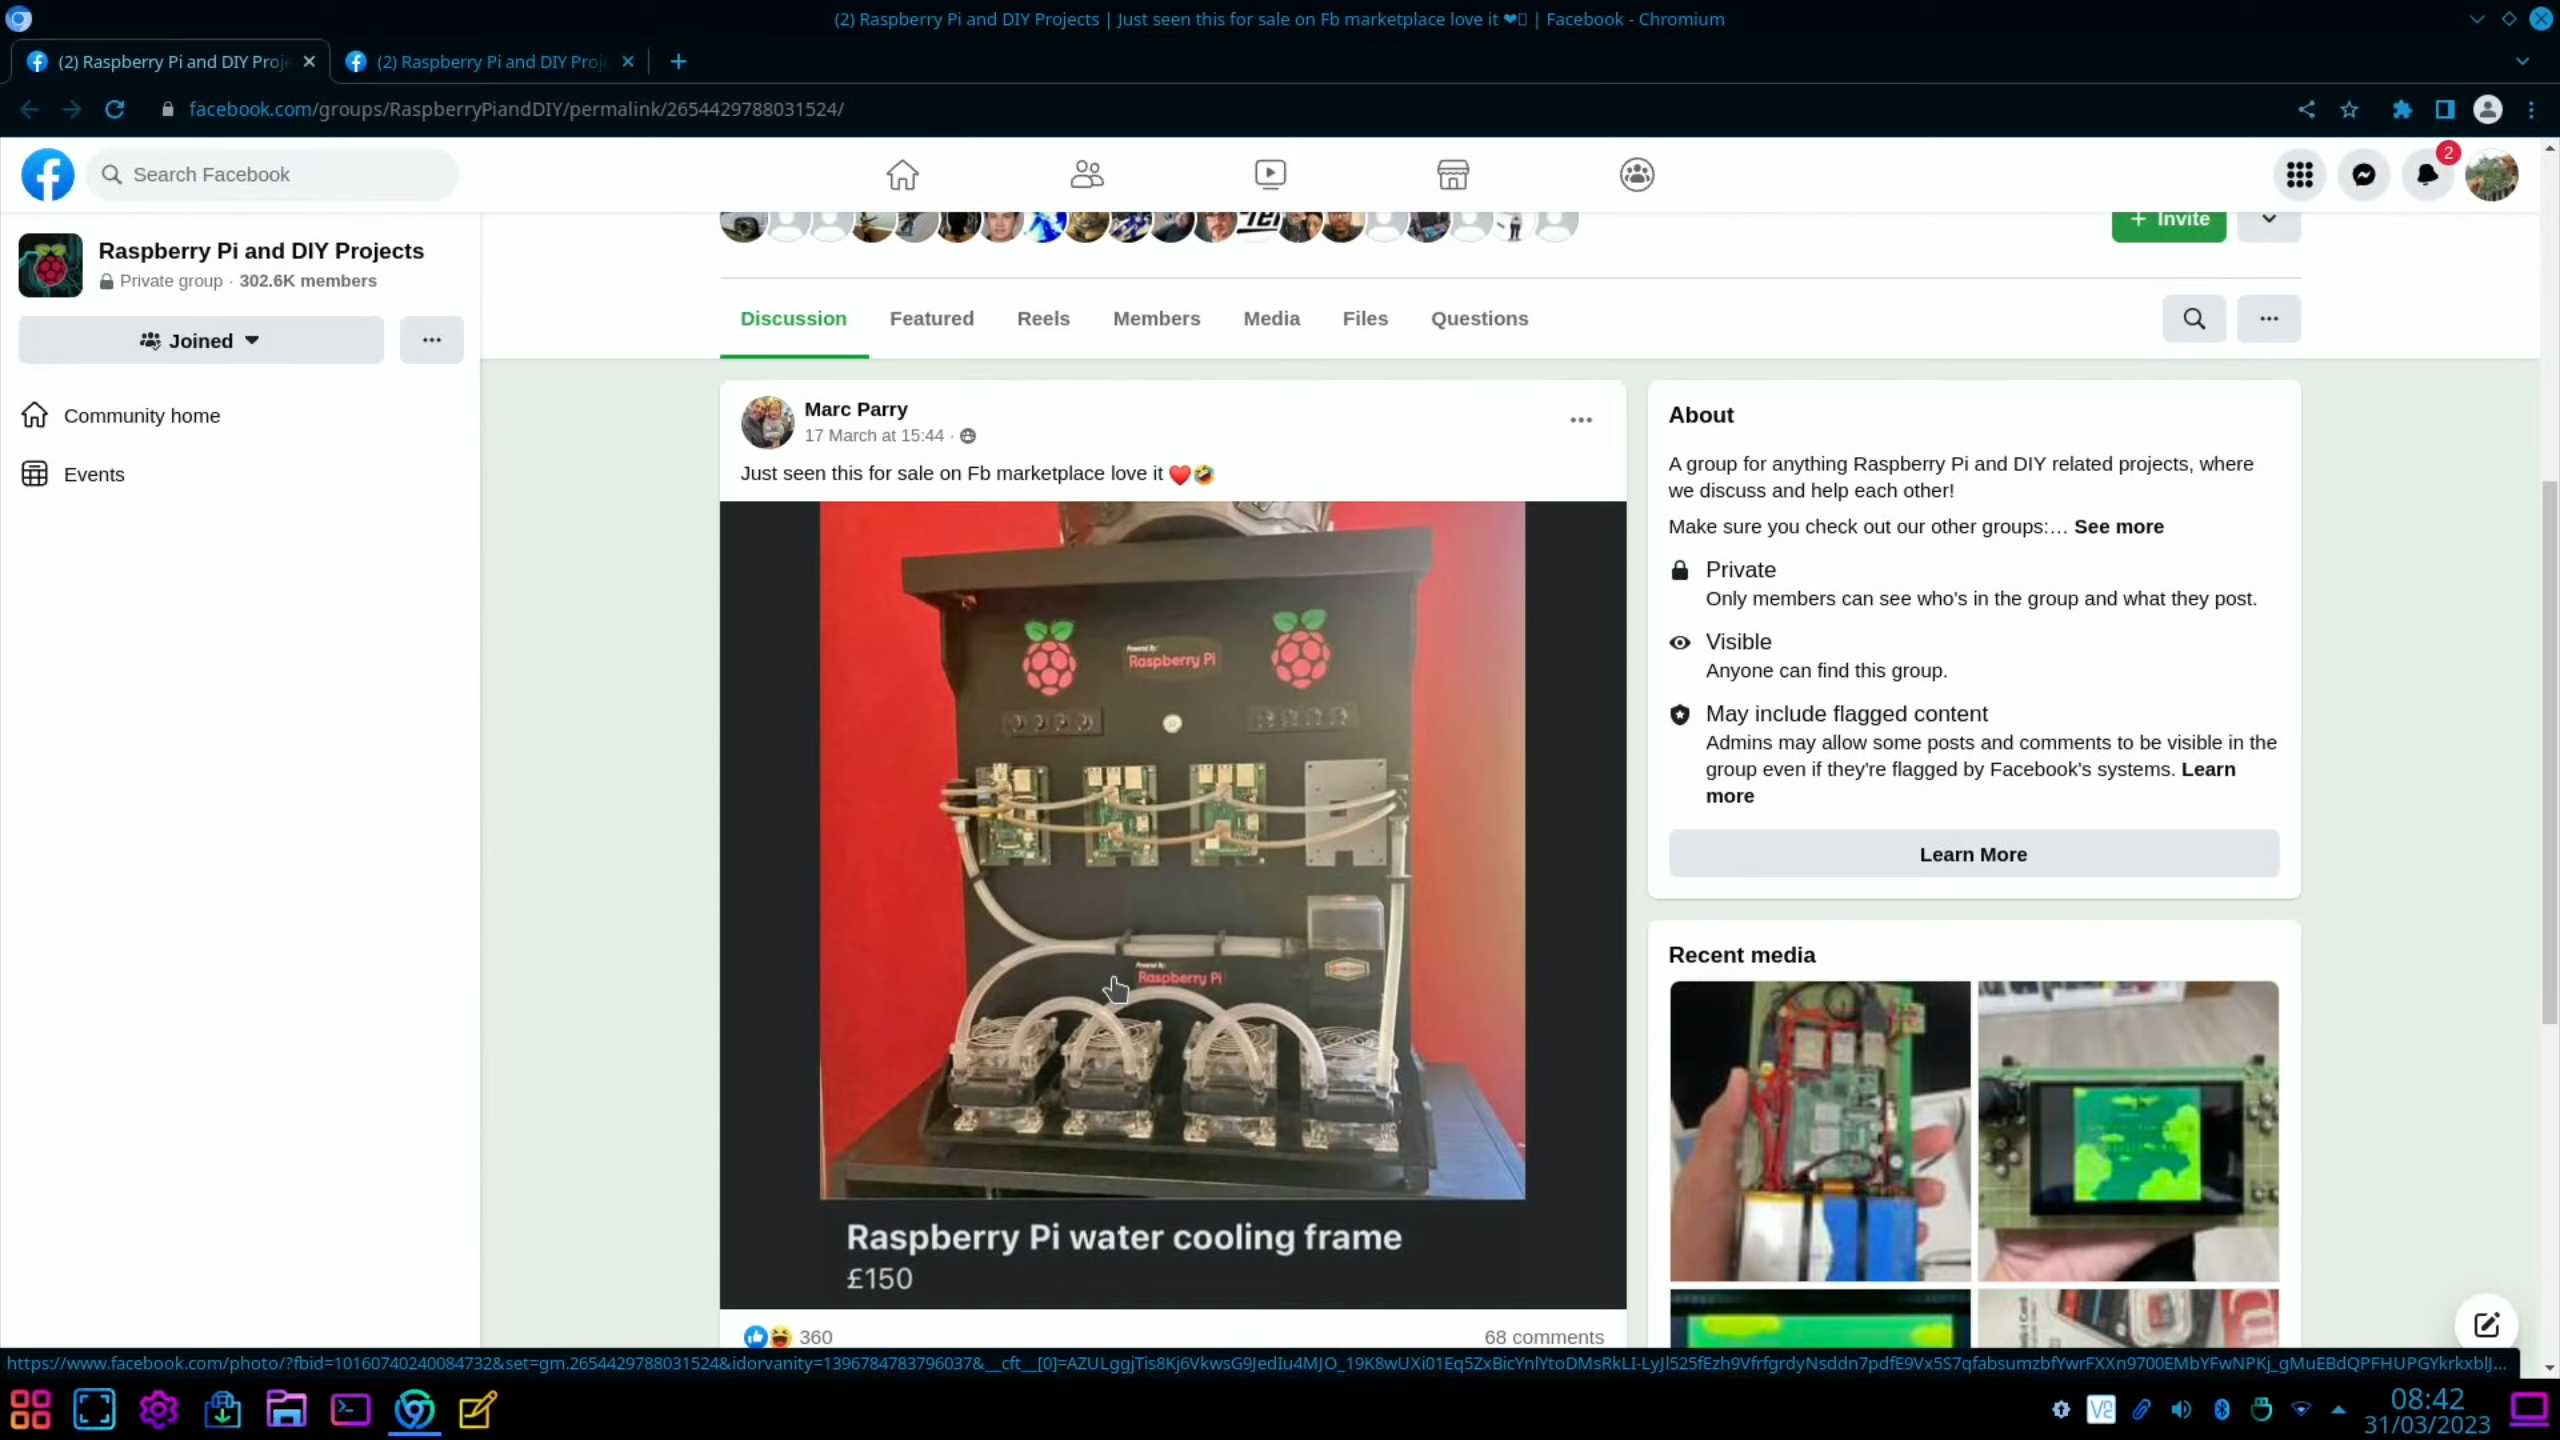 (2) Raspberry Pi and DIY Projects | Just seen this for sale on Fb marketplace love it ❤ | Facebook - Chromium
(2) Raspberry Pi and DIY Proje
(2) Raspberry Pi and DIY Proj
facebook.com/groups/RaspberryPiandDIY/permalink/2654429788031524/
Search Facebook
2
Raspberry Pi and DIY Projects
Private group · 302.6K members
Joined
Community home
Events
+ Invite
Discussion
Featured
Reels
Members
Media
Files
Questions
Marc Parry
17 March at 15:44 ·
Just seen this for sale on Fb marketplace love it ❤️🤣
Powered By:
Raspberry Pi
Powered By:
Raspberry Pi
Raspberry Pi water cooling frame
£150
360
68 comments
About
A group for anything Raspberry Pi and DIY related projects, where
we discuss and help each other!
Make sure you check out our other groups:… See more
Private
Only members can see who's in the group and what they post.
Visible
Anyone can find this group.
May include flagged content
Admins may allow some posts and comments to be visible in the
group even if they're flagged by Facebook's systems. Learn
more
Learn More
Recent media
08:42
31/03/2023